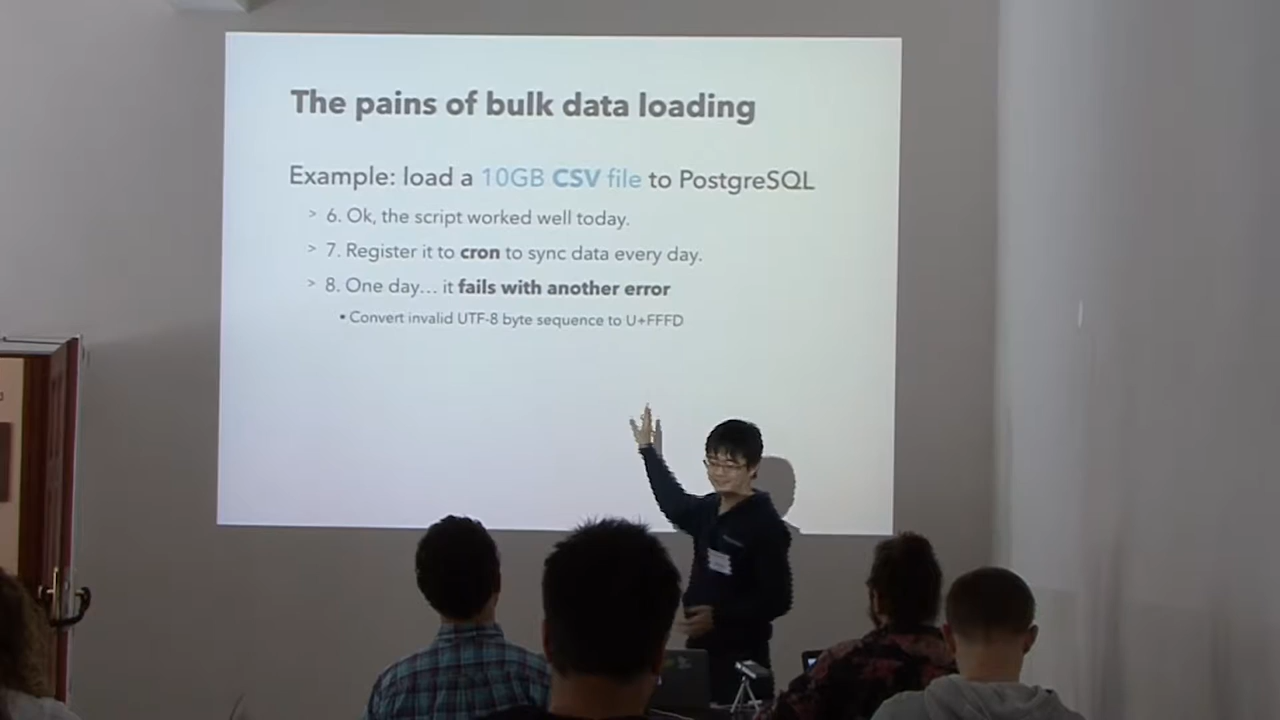 The pains of bulk data loading
Example: load a 10GB CSV file to PostgreSQL
> 6. Ok, the script worked well today.
> 7. Register it to cron to sync data every day.
> 8. One day… it fails with another error
• Convert invalid UTF-8 byte sequence to U+FFFD